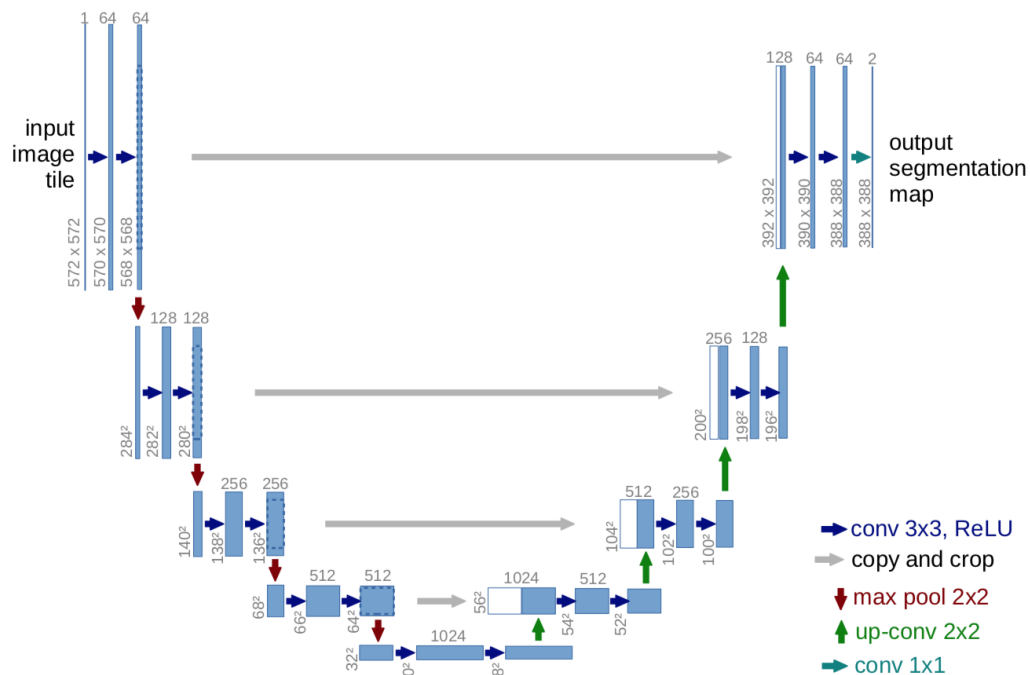 1 64 64
input
image
tile
572 x 572
570 x 570
568 x 568
128 64 64 2
392 x 392
390 x 390
388 x 388
388 x 388
output
segmentation
map
128 128
284²
282²
280²
256 128
200²
198²
196²
256 256
140²
138²
136²
512 256
104²
102²
100²
512 512
68²
66²
64²
1024 512
56²
54²
52²
1024
32²
conv 3x3, ReLU
copy and crop
max pool 2x2
up-conv 2x2
conv 1x1